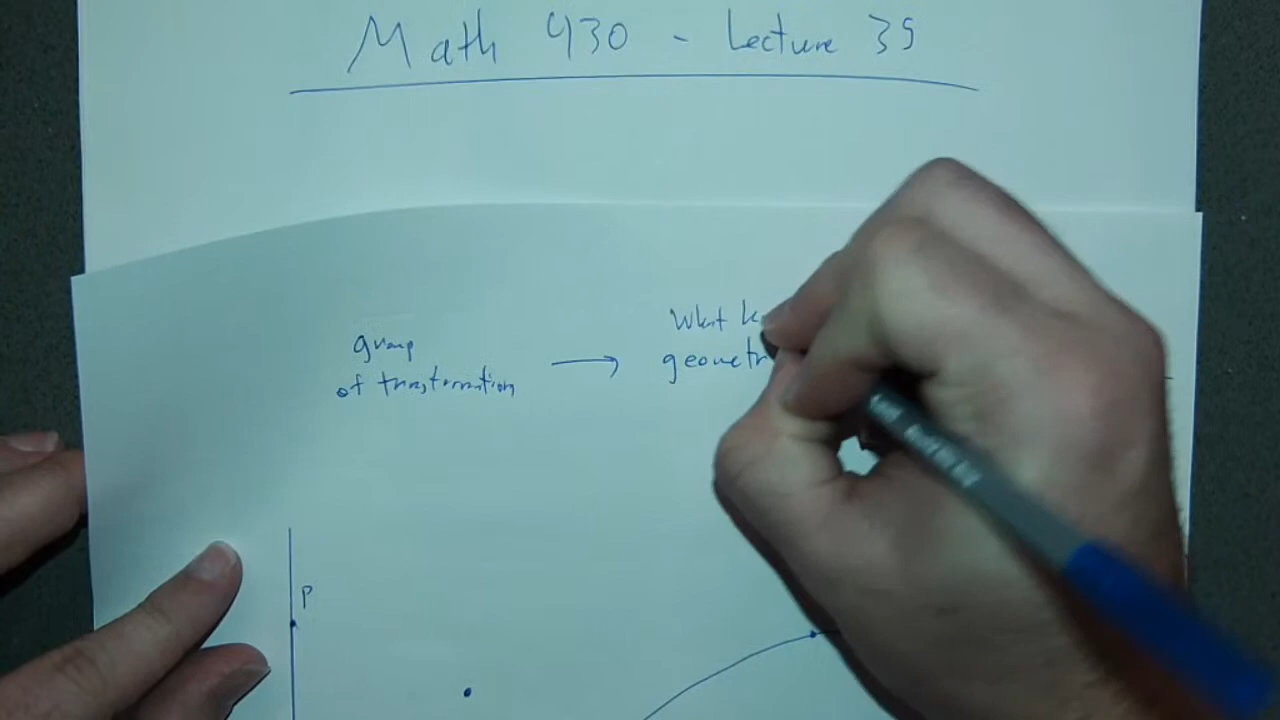 Math 430 - Lecture 35
What k
group
geometr
of transformation
P